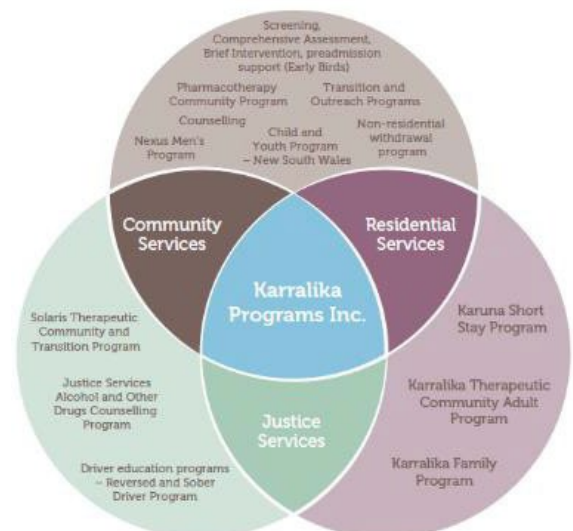 Screening,
Comprehensive Assessment,
Brief Intervention, preadmission
support (Early Birds)
Pharmacotherapy
Community Program
Transition and
Outreach Programs
Counselling
Nexus Men's
Program
Child and
Youth Program
– New South Wales
Non-residential
withdrawal
program
Community
Services
Residential
Services
Karralika
Programs Inc.
Solaris Therapeutic
Community and
Transition Program
Justice Services
Alcohol and Other
Drugs Counselling
Program
Driver education programs
– Reversed and Sober
Driver Program
Justice
Services
Karuna Short
Stay Program
Karralika Therapeutic
Community Adult
Program
Karralika Family
Program